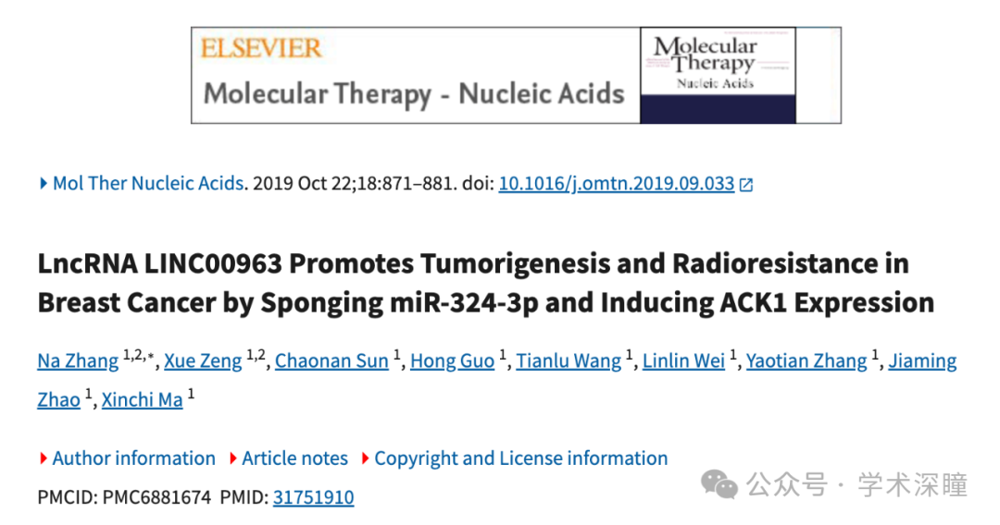 ELSEVIER
Molecular Therapy - Nucleic Acids
Molecular
Therapy
Nucleic Acids
Mol Ther Nucleic Acids. 2019 Oct 22;18:871–881. doi: 10.1016/j.omtn.2019.09.033
LncRNA LINC00963 Promotes Tumorigenesis and Radioresistance in
Breast Cancer by Sponging miR-324-3p and Inducing ACK1 Expression
Na Zhang 1,2,*, Xue Zeng 1,2, Chaonan Sun 1, Hong Guo 1, Tianlu Wang 1, Linlin Wei 1, Yaotian Zhang 1, Jiaming
Zhao 1, Xinchi Ma 1
Author information Article notes Copyright and License information
PMCID: PMC6881674 PMID: 31751910
公众号 · 学术深瞳